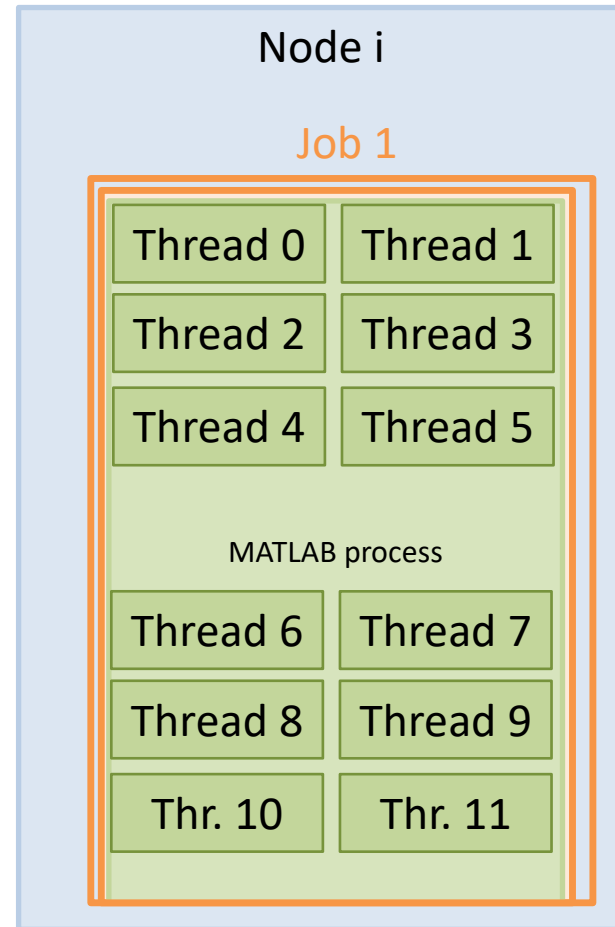 Node i
Job 1
Thread 0 Thread 1
Thread 2 Thread 3
Thread 4 Thread 5
MATLAB process
Thread 6 Thread 7
Thread 8 Thread 9
Thr. 10 Thr. 11